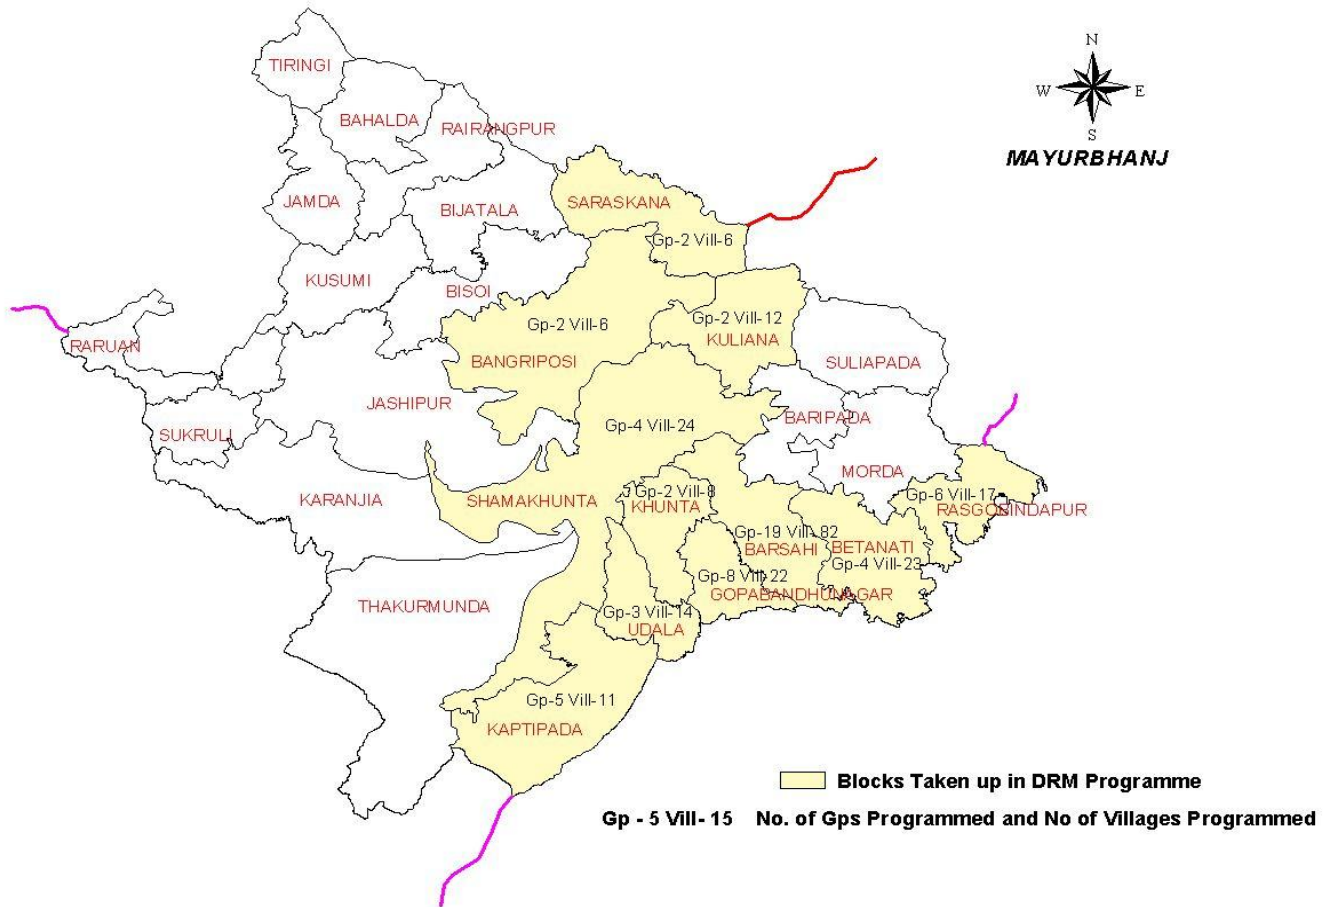 N
TIRINGI
W E
BAHALDA
RAIRANGPUR
S
MAYURBHANJ
JAMDA
SARASKANA
BIJATALA
Gp-2 Vill-6
KUSUMI
BISOI
Gp-2 Vill-6
Gp-2 Vill-12
KULIANA
RARUAN
BANGRIPOSI
SULIAPADA
JASHIPUR
BARIPADA
Gp-4 Vill-24
SUKRULI
MORDA
KARANJIA
SHAMAKHUNTA
Gp-2 Vill-8
KHUNTA
Gp-6 Vill-17
RASGOBINDAPUR
Gp-19 Vill-82
BARSAHI
BETANATI
Gp-4 Vill-23
Gp-8 Vill-22
GOPABANDHUNAGAR
THAKURMUNDA
Gp-3 Vill-14
UDALA
Gp-5 Vill-11
KAPTIPADA
Blocks Taken up in DRM Programme
Gp - 5 Vill- 15 No. of Gps Programmed and No of Villages Programmed